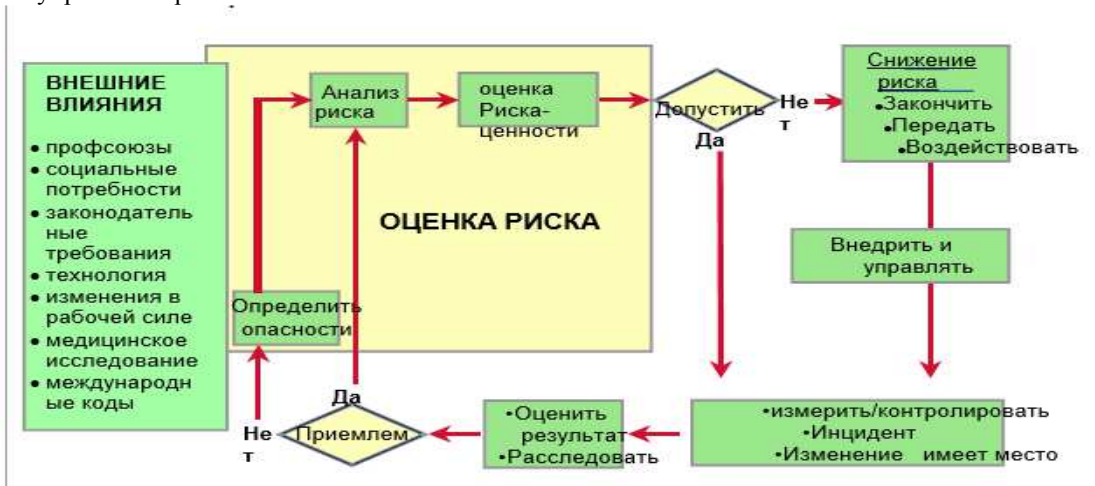 ВНЕШНИЕ
ВЛИЯНИЯ
• профсоюзы
• социальные
потребности
• законодатель
ные
требования
• технология
• изменения в
рабочей силе
• медицинское
исследование
• международн
ые коды
Анализ
риска
оценка
Риска-
ценности
ОЦЕНКА РИСКА
Определить
опасности
Допустить
Не
т
Да
Снижение
риска
•Закончить
•Передать
•Воздействовать
Внедрить и
управлять
•измерить/контролировать
•Инцидент
•Изменение имеет место
•Оценить
результат
•Расследовать
Да
Приемлем
Не
т